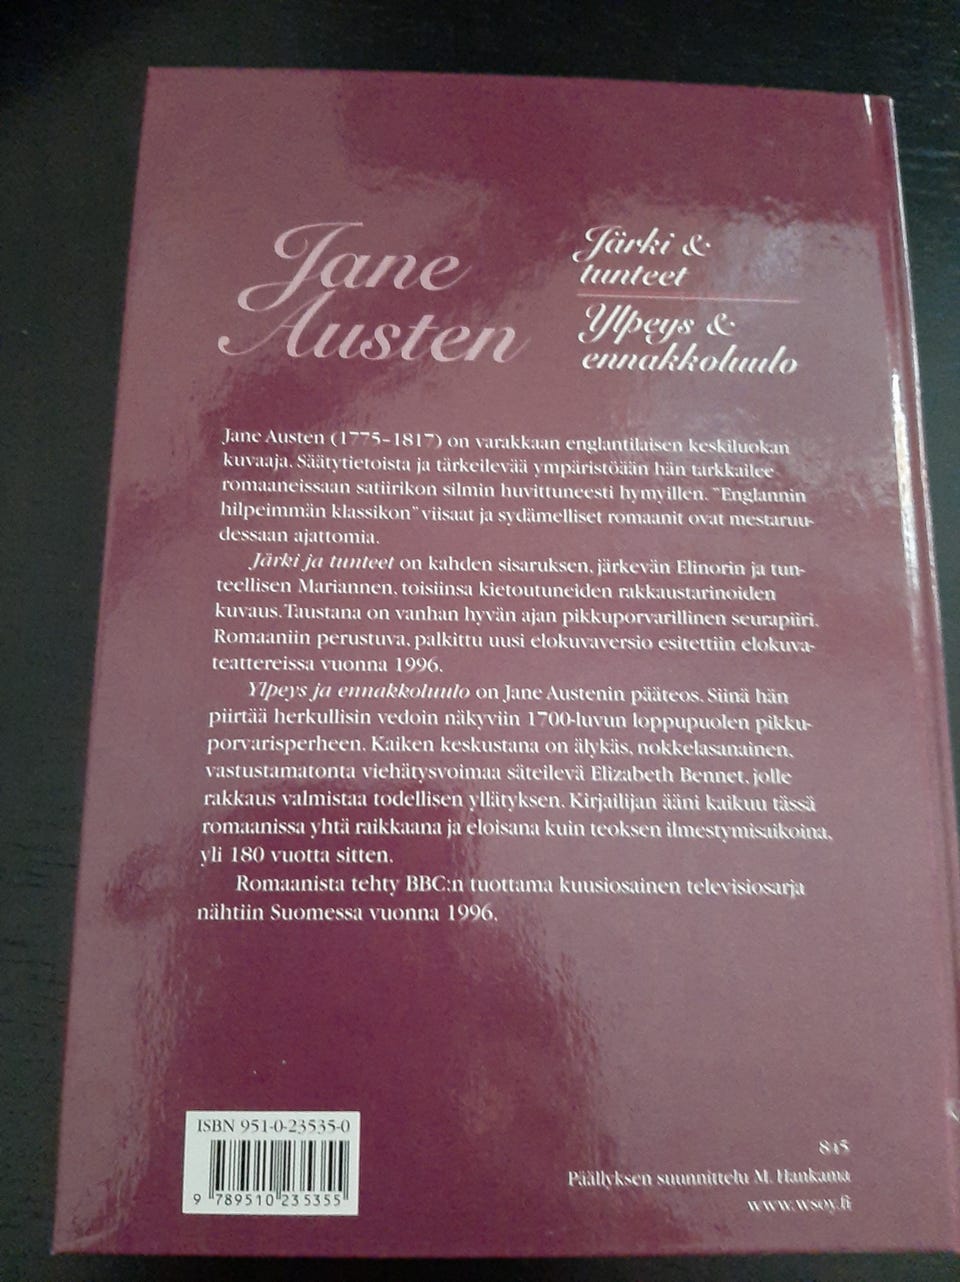 Jane
Austen
Järki &
tunteet
Ylpeys &
ennakkoluulo
Jane Austen (1775–1817) on varakkaan englantilaisen keskiluokan
kuvaaja. Säätytietoista ja tärkeilevää ympäristöään hän tarkkailee
romaaneissaan satiirikon silmin huvittuneesti hymyillen. "Englannin
hilpeimmän klassikon" viisaat ja sydämelliset romaanit ovat mestaruu-
dessaan ajattomia.
Järki ja tunteet on kahden sisaruksen, järkevän Elinorin ja tun-
teellisen Mariannen, toisiinsa kietoutuneiden rakkaustarinoiden
kuvaus. Taustana on vanhan hyvän ajan pikkuporvarillinen seurapiiri.
Romaaniin perustuva, palkittu uusi elokuvaversio esitettiin elokuva-
teattereissa vuonna 1996.
Ylpeys ja ennakkoluulo on Jane Austenin pääteos. Siinä hän
piirtää herkullisin vedoin näkyviin 1700-luvun loppupuolen pikku-
porvarisperheen. Kaiken keskustana on älykäs, nokkelasanainen,
vastustamatonta viehätysvoimaa säteilevä Elizabeth Bennet, jolle
rakkaus valmistaa todellisen yllätyksen. Kirjailijan ääni kaikuu tässä
romaanissa yhtä raikkaana ja eloisana kuin teoksen ilmestymisaikoina,
yli 180 vuotta sitten.
Romaanista tehty BBC:n tuottama kuusiosainen televisiosarja
nähtiin Suomessa vuonna 1996.
ISBN 951-0-23535-0
9 789510 235355
845
Päällyksen suunnittelu M. Hankama
www.wsoy.fi